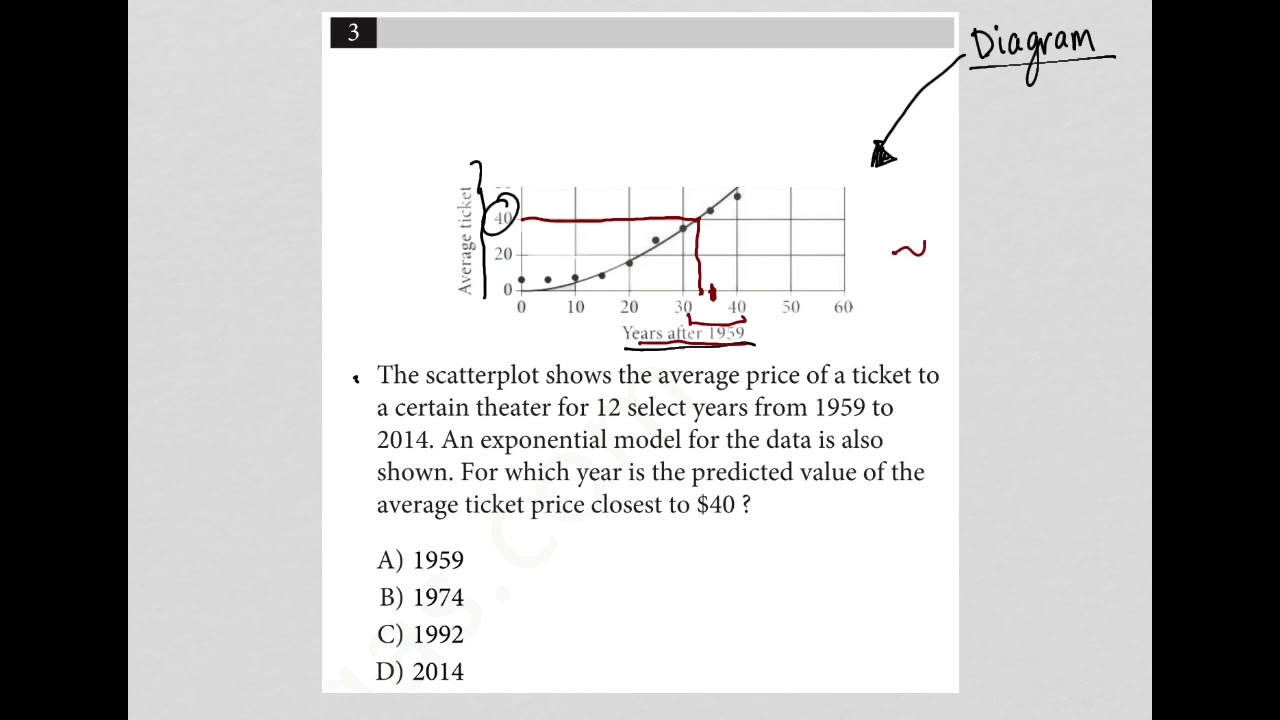 3
Diagram
Average ticket
40
20
0
0 10 20 30 40 50 60
Years after 1959
The scatterplot shows the average price of a ticket to
a certain theater for 12 select years from 1959 to
2014. An exponential model for the data is also
shown. For which year is the predicted value of the
average ticket price closest to $40 ?
A) 1959
B) 1974
C) 1992
D) 2014